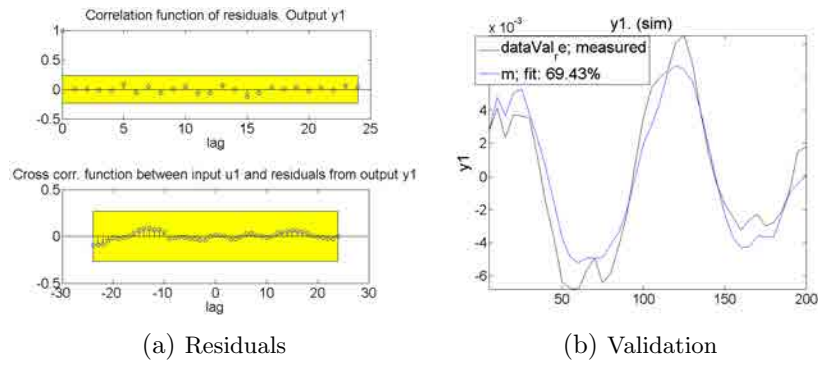 Correlation function of residuals. Output y1
1
0.5
0
-0.5
0
5
10
15
20
25
lag
Cross corr. function between input u1 and residuals from output y1
0.5
0
-0.5
-30
-20
-10
0
10
20
30
lag
(a) Residuals
x 10⁻³
y1. (sim)
dataVal_re; measured
m; fit: 69.43%
4
2
0
-2
-4
-6
y1
50
100
150
200
(b) Validation